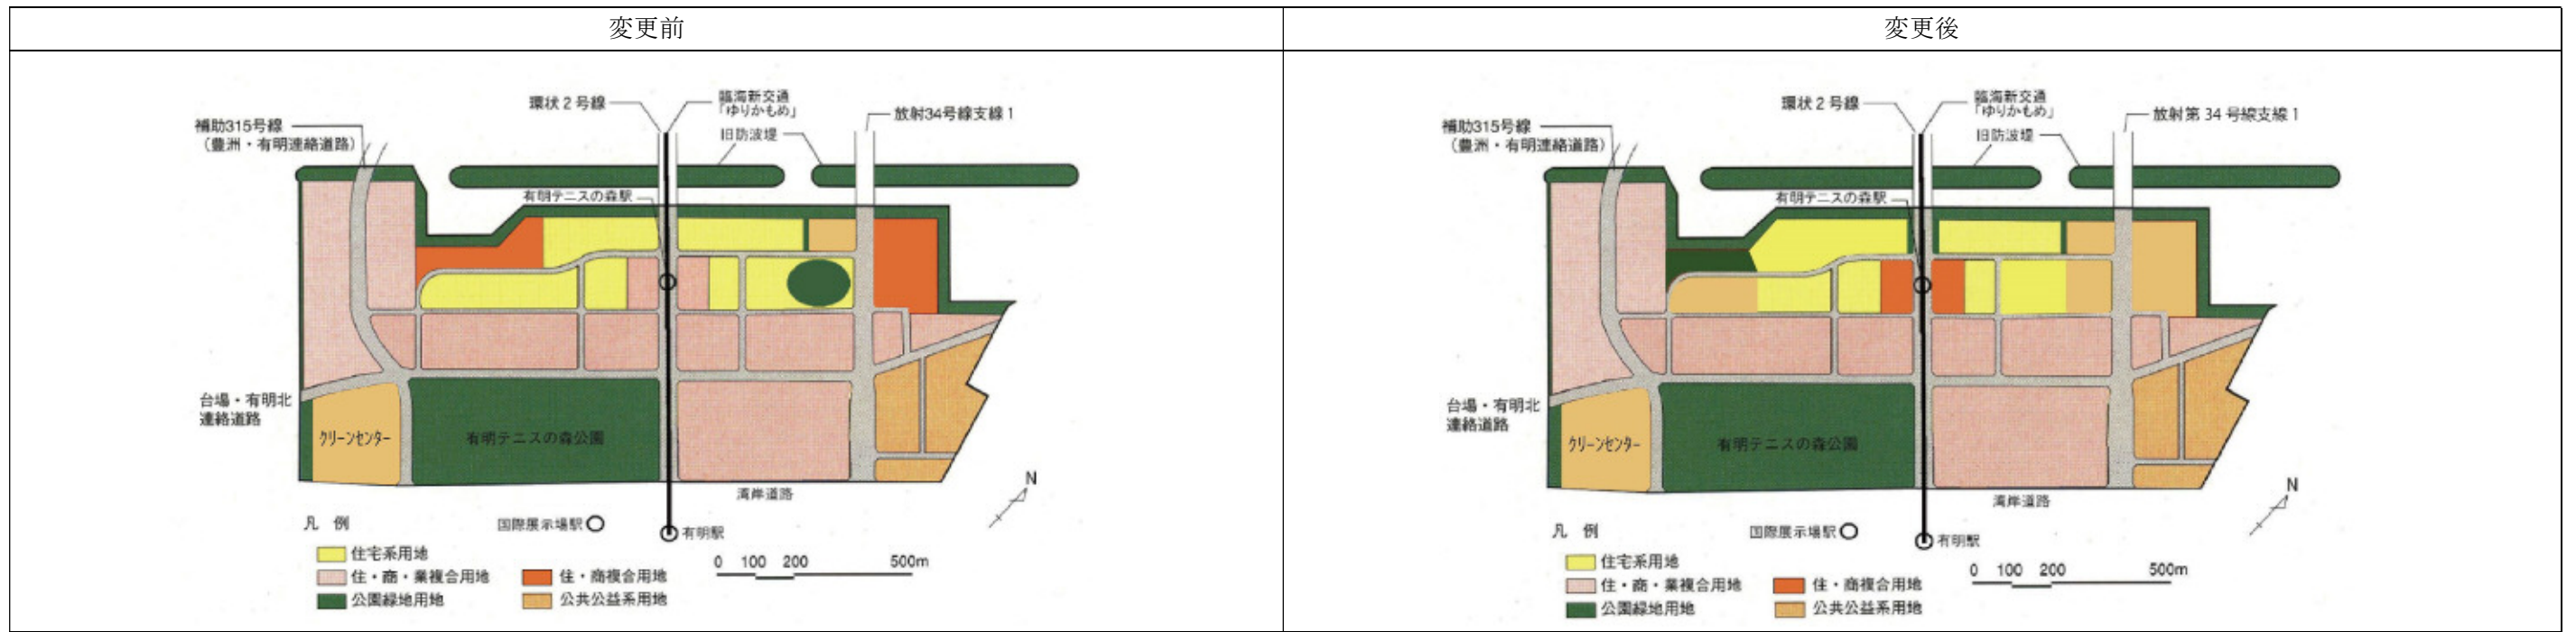 変更前
環状2号線
臨海新交通
「ゆりかもめ」
放射34号線支線1
補助315号線
（豊洲・有明連絡道路）
旧防波堤
有明テニスの森駅
台場・有明北
連絡道路
クリーンセンター
有明テニスの森公園
湾岸道路
N
凡 例
国際展示場駅
有明駅
住宅系用地
住・商・業複合用地
住・商複合用地
公園緑地用地
公共公益系用地
0 100 200 500m
変更後
環状2号線
臨海新交通
「ゆりかもめ」
放射第34号線支線1
補助315号線
（豊洲・有明連絡道路）
旧防波堤
有明テニスの森駅
台場・有明北
連絡道路
クリーンセンター
有明テニスの森公園
湾岸道路
N
凡 例
国際展示場駅
有明駅
住宅系用地
住・商・業複合用地
住・商複合用地
公園緑地用地
公共公益系用地
0 100 200 500m